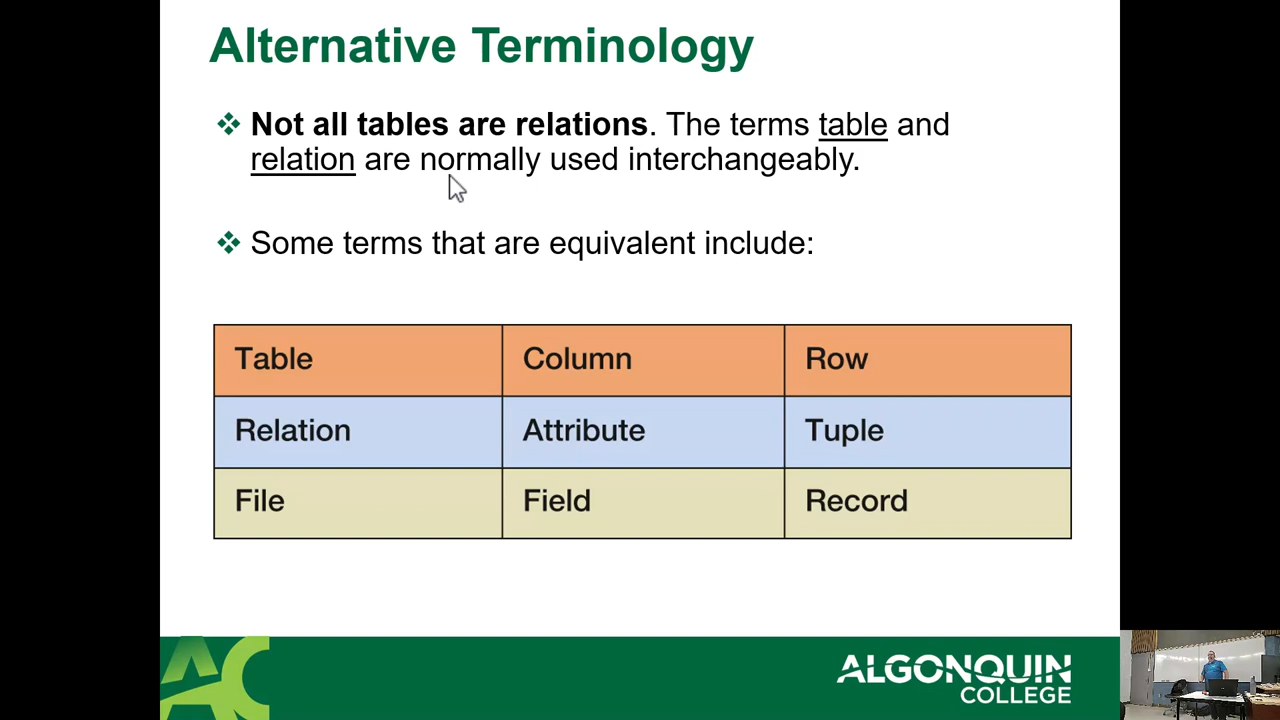 Alternative Terminology
Not all tables are relations. The terms table and
relation are normally used interchangeably.
Some terms that are equivalent include:
Table Column Row
Relation Attribute Tuple
File Field Record
AC
ALGONQUIN
COLLEGE